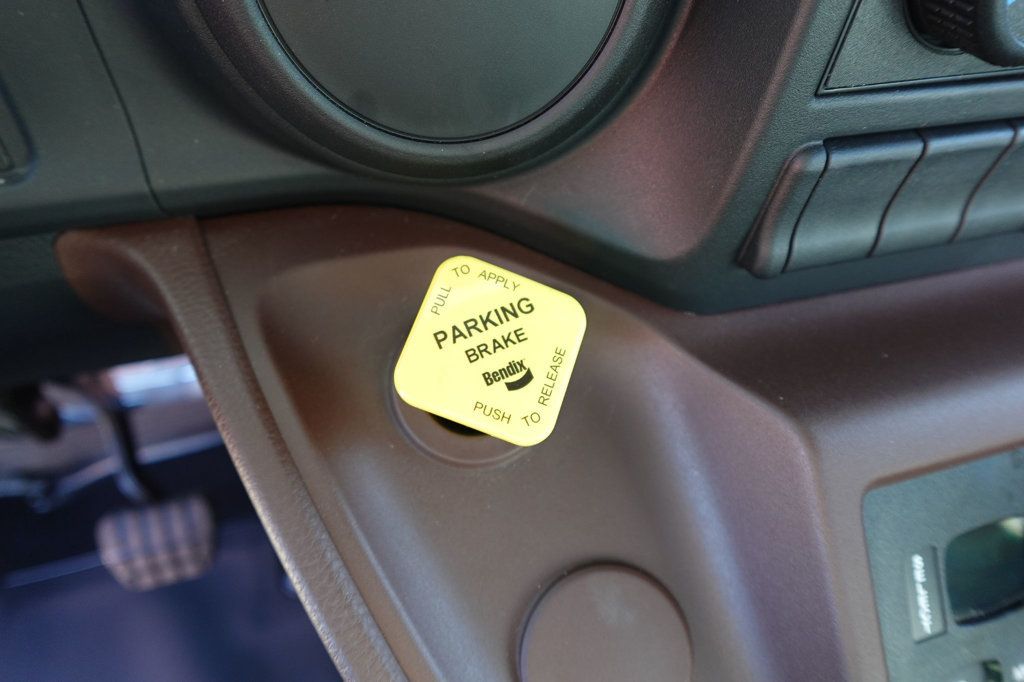 PULL TO APPLY
PARKING
BRAKE
Bendix
PUSH TO RELEASE